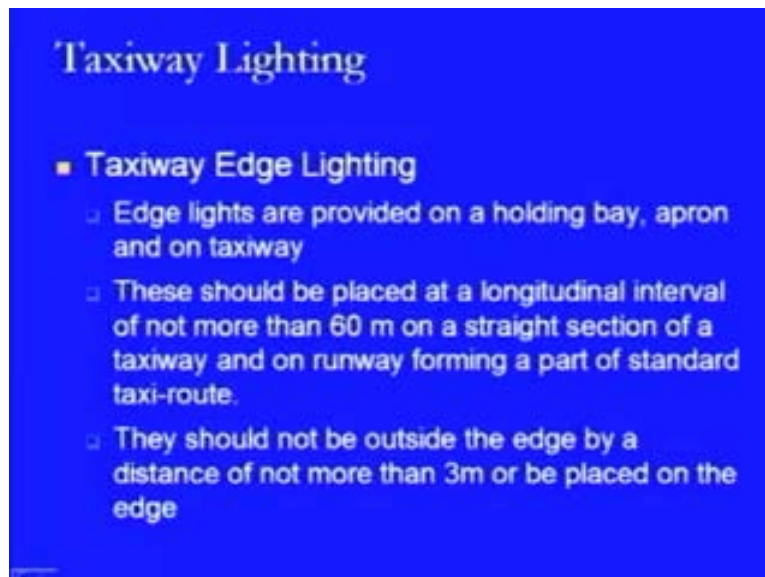 Taxiway Lighting
Taxiway Edge Lighting
Edge lights are provided on a holding bay, apron
and on taxiway
These should be placed at a longitudinal interval
of not more than 60 m on a straight section of a
taxiway and on runway forming a part of standard
taxi-route.
They should not be outside the edge by a
distance of not more than 3m or be placed on the
edge